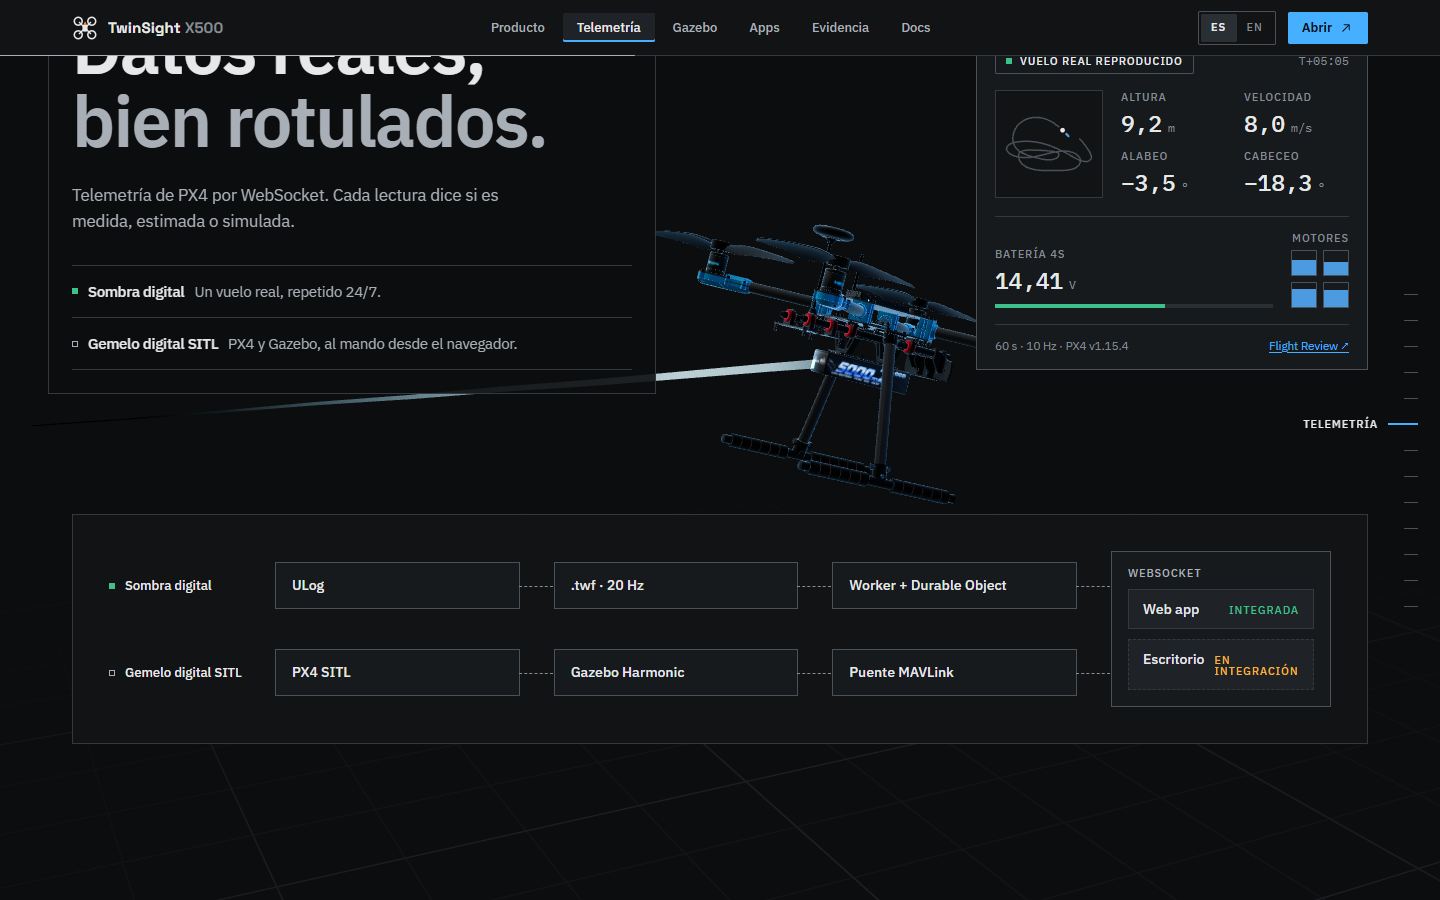 TwinSight X500
Producto
Telemetría
Gazebo
Apps
Evidencia
Docs
ES
EN
Abrir ↗
Datos reales,
bien rotulados.
Telemetría de PX4 por WebSocket. Cada lectura dice si es
medida, estimada o simulada.
Sombra digital Un vuelo real, repetido 24/7.
Gemelo digital SITL PX4 y Gazebo, al mando desde el navegador.
VUELO REAL REPRODUCIDO
T+05:05
ALTURA
9,2 m
VELOCIDAD
8,0 m/s
ALABEO
−3,5 °
CABECEO
−18,3 °
BATERÍA 4S
14,41 V
MOTORES
60 s · 10 Hz · PX4 v1.15.4
Flight Review ↗
5000
TELEMETRÍA
Sombra digital
ULog
.twf · 20 Hz
Worker + Durable Object
Gemelo digital SITL
PX4 SITL
Gazebo Harmonic
Puente MAVLink
WEBSOCKET
Web app INTEGRADA
Escritorio EN
INTEGRACIÓN